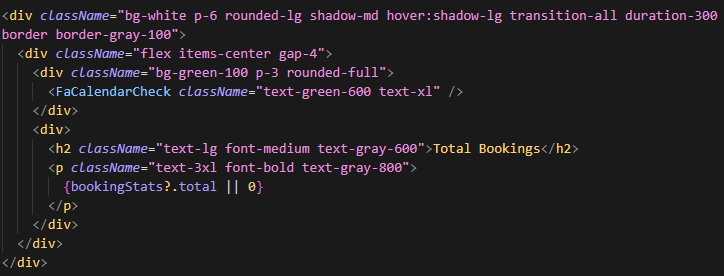 <div className="bg-white p-6 rounded-lg shadow-md hover:shadow-lg transition-all duration-300
border border-gray-100">
<div className="flex items-center gap-4">
<div className="bg-green-100 p-3 rounded-full">
<FaCalendarCheck className="text-green-600 text-xl" />
</div>
<div>
<h2 className="text-lg font-medium text-gray-600">Total Bookings</h2>
<p className="text-3xl font-bold text-gray-800">
{bookingStats?.total || 0}
</p>
</div>
</div>
</div>